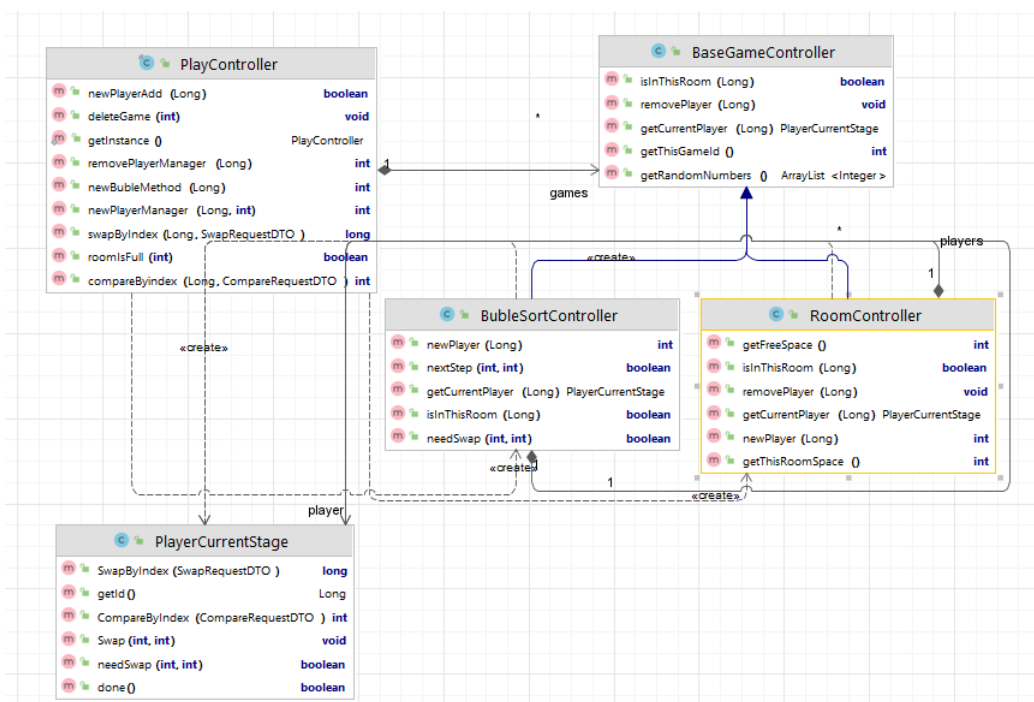 PlayController
newPlayerAdd (Long) boolean
deleteGame (int) void
getInstance () PlayController
removePlayerManager (Long) int
newBubleMethod (Long) int
newPlayerManager (Long, int) int
swapByIndex (Long, SwapRequestDTO ) long
roomIsFull (int) boolean
compareByindex (Long, CompareRequestDTO ) int
BaseGameController
isInThisRoom (Long) boolean
removePlayer (Long) void
getCurrentPlayer (Long) PlayerCurrentStage
getThisGameId () int
getRandomNumbers () ArrayList <Integer>
*
1
games
*
players
«create»
1
BubleSortController
newPlayer (Long) int
nextStep (int, int) boolean
getCurrentPlayer (Long) PlayerCurrentStage
isInThisRoom (Long) boolean
needSwap (int, int) boolean
RoomController
getFreeSpace () int
isInThisRoom (Long) boolean
removePlayer (Long) void
getCurrentPlayer (Long) PlayerCurrentStage
newPlayer (Long) int
getThisRoomSpace () int
«create»
«create»
1
1
«create»
player
PlayerCurrentStage
SwapByIndex (SwapRequestDTO ) long
getId () Long
CompareByIndex (CompareRequestDTO ) int
Swap (int, int) void
needSwap (int, int) boolean
done () boolean